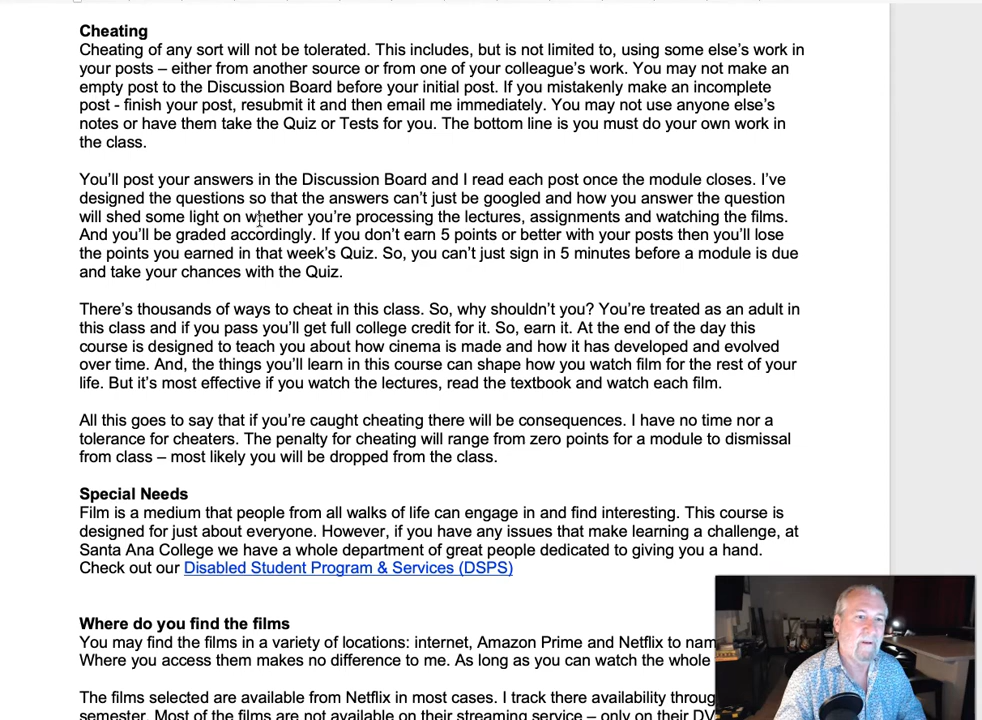 Cheating
Cheating of any sort will not be tolerated. This includes, but is not limited to, using some else's work in
your posts – either from another source or from one of your colleague's work. You may not make an
empty post to the Discussion Board before your initial post. If you mistakenly make an incomplete
post - finish your post, resubmit it and then email me immediately. You may not use anyone else's
notes or have them take the Quiz or Tests for you. The bottom line is you must do your own work in
the class.
You'll post your answers in the Discussion Board and I read each post once the module closes. I've
designed the questions so that the answers can't just be googled and how you answer the question
will shed some light on whether you're processing the lectures, assignments and watching the films.
And you'll be graded accordingly. If you don't earn 5 points or better with your posts then you'll lose
the points you earned in that week's Quiz. So, you can't just sign in 5 minutes before a module is due
and take your chances with the Quiz.
There's thousands of ways to cheat in this class. So, why shouldn't you? You're treated as an adult in
this class and if you pass you'll get full college credit for it. So, earn it. At the end of the day this
course is designed to teach you about how cinema is made and how it has developed and evolved
over time. And, the things you'll learn in this course can shape how you watch film for the rest of your
life. But it's most effective if you watch the lectures, read the textbook and watch each film.
All this goes to say that if you're caught cheating there will be consequences. I have no time nor a
tolerance for cheaters. The penalty for cheating will range from zero points for a module to dismissal
from class – most likely you will be dropped from the class.
Special Needs
Film is a medium that people from all walks of life can engage in and find interesting. This course is
designed for just about everyone. However, if you have any issues that make learning a challenge, at
Santa Ana College we have a whole department of great people dedicated to giving you a hand.
Check out our Disabled Student Program & Services (DSPS)
Where do you find the films
You may find the films in a variety of locations: internet, Amazon Prime and Netflix to nam
Where you access them makes no difference to me. As long as you can watch the whole
The films selected are available from Netflix in most cases. I track there availability throug
semester. Most of the films are not available on their streaming service – only on their DV